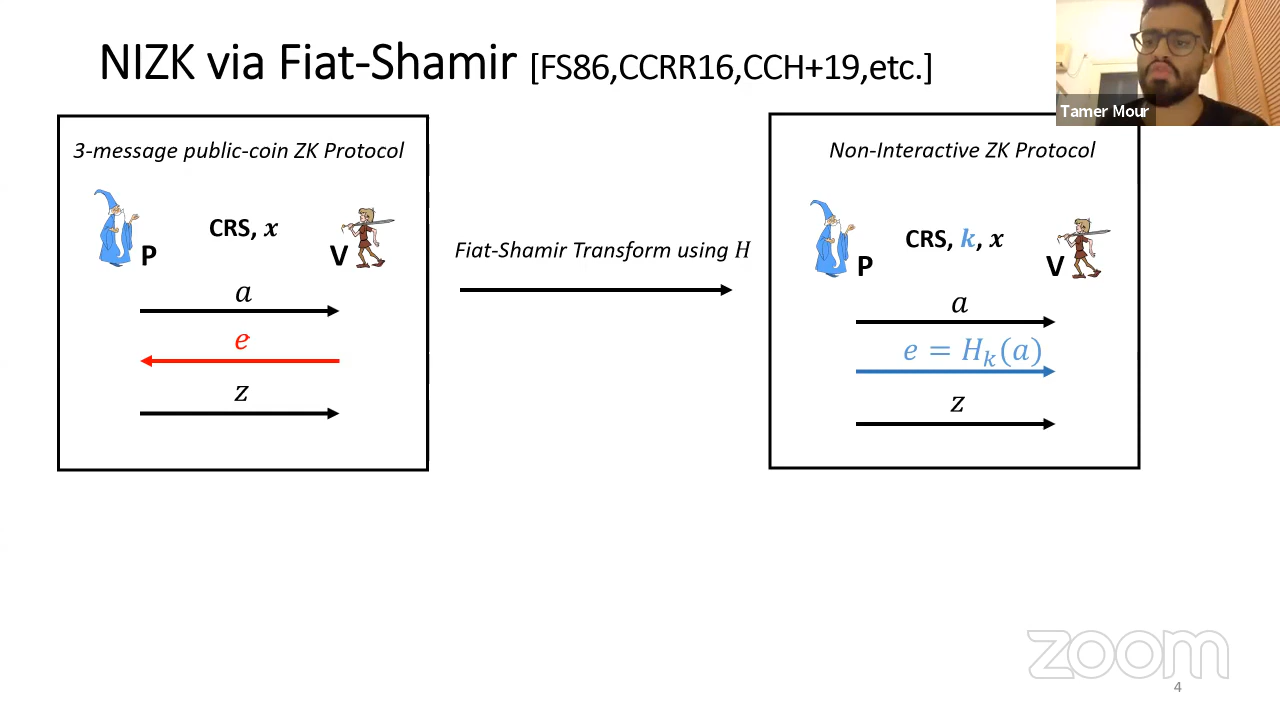 NIZK via Fiat-Shamir [FS86,CCRR16,CCH+19,etc.]
Tamer Mour
3-message public-coin ZK Protocol
CRS, x
P
V
a
e
z
Fiat-Shamir Transform using H
Non-Interactive ZK Protocol
CRS, k, x
P
V
a
e = H_k(a)
z
zoom
4